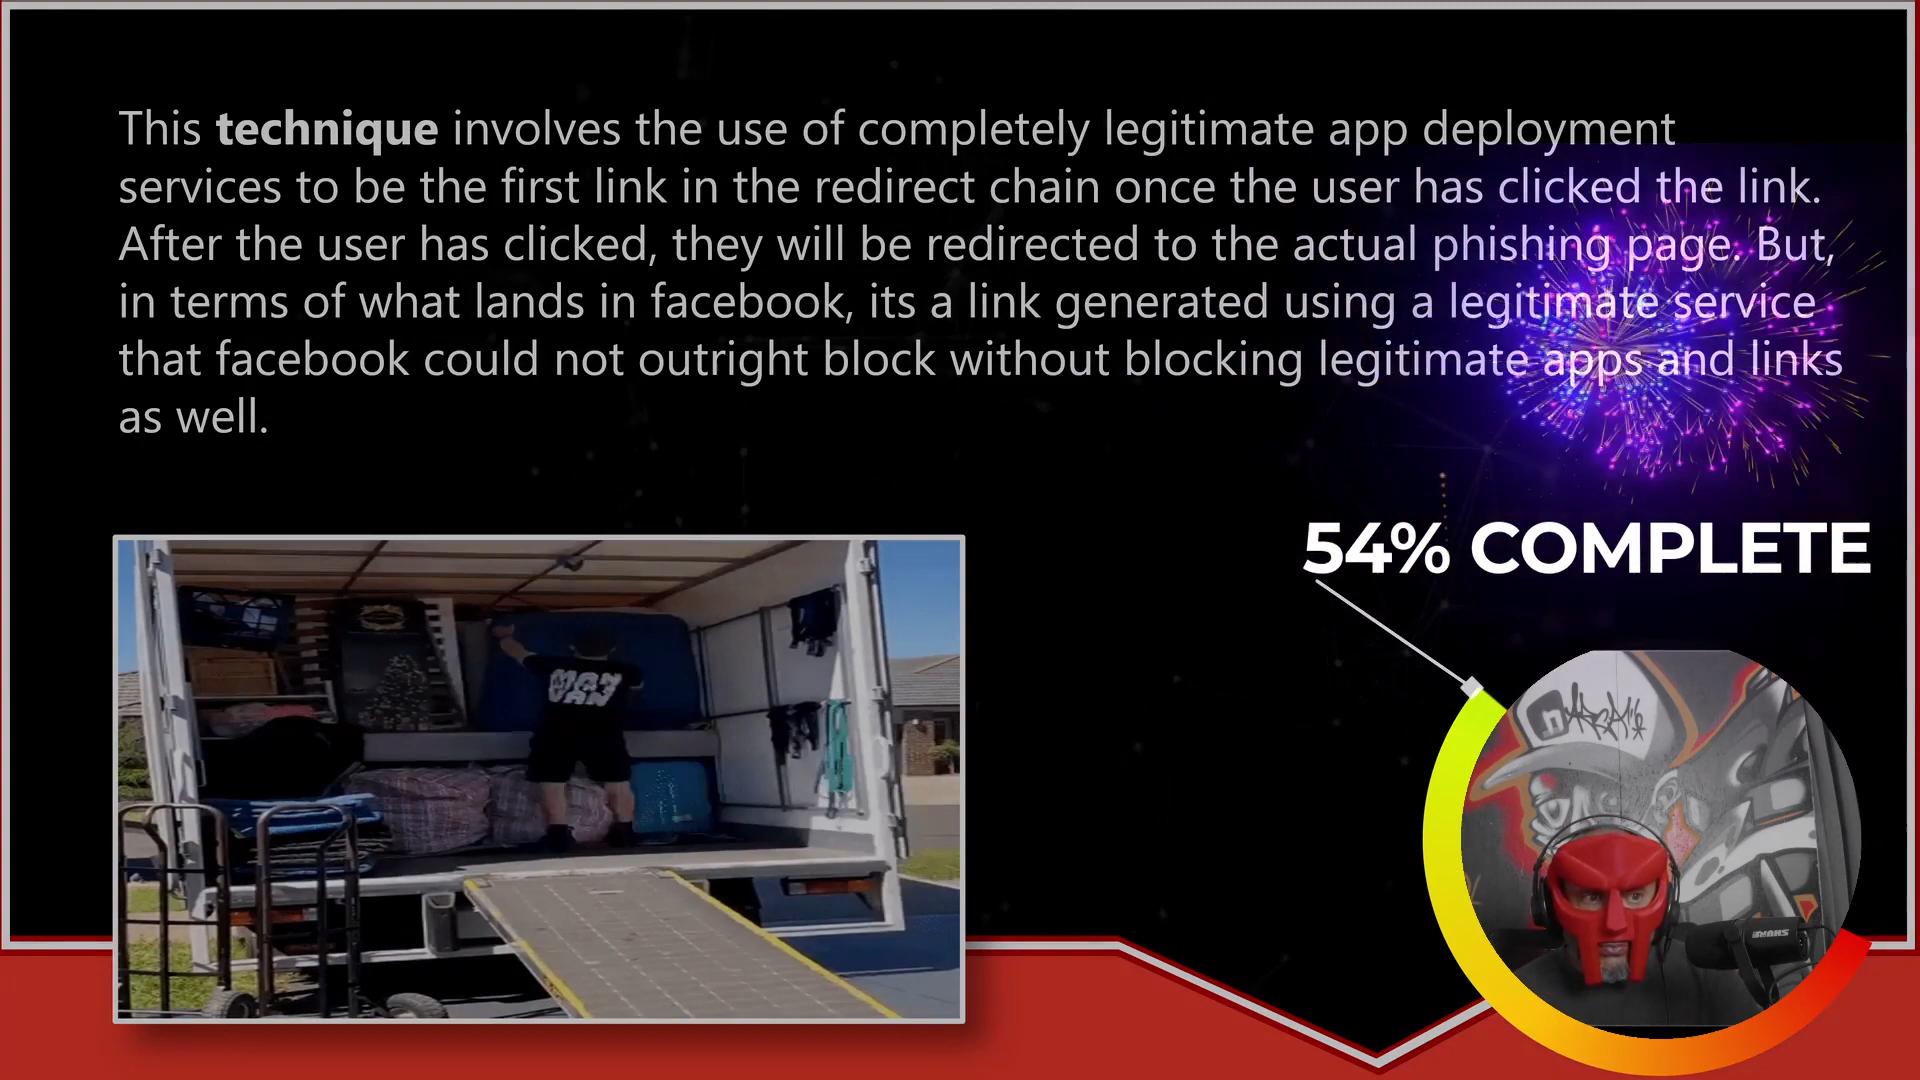 This technique involves the use of completely legitimate app deployment
services to be the first link in the redirect chain once the user has clicked the link.
After the user has clicked, they will be redirected to the actual phishing page. But,
in terms of what lands in facebook, its a link generated using a legitimate service
that facebook could not outright block without blocking legitimate apps and links
as well.
54% COMPLETE
VAN